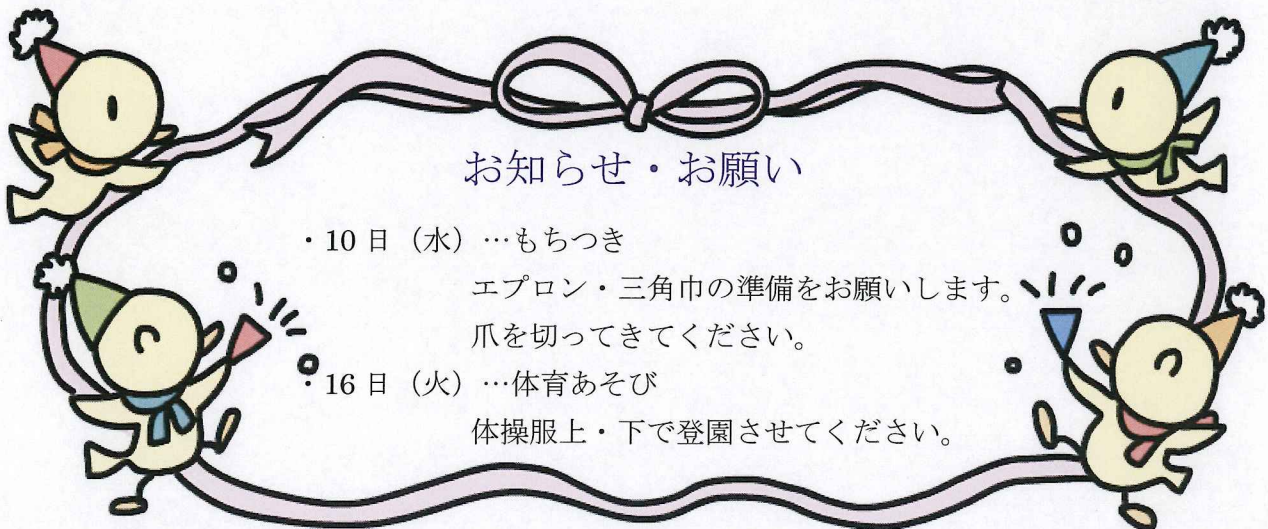 お知らせ・お願い
・10日（水）…もちつき
エプロン・三角巾の準備をお願いします。
爪を切ってきてください。
・16日（火）…体育あそび
体操服上・下で登園させてください。